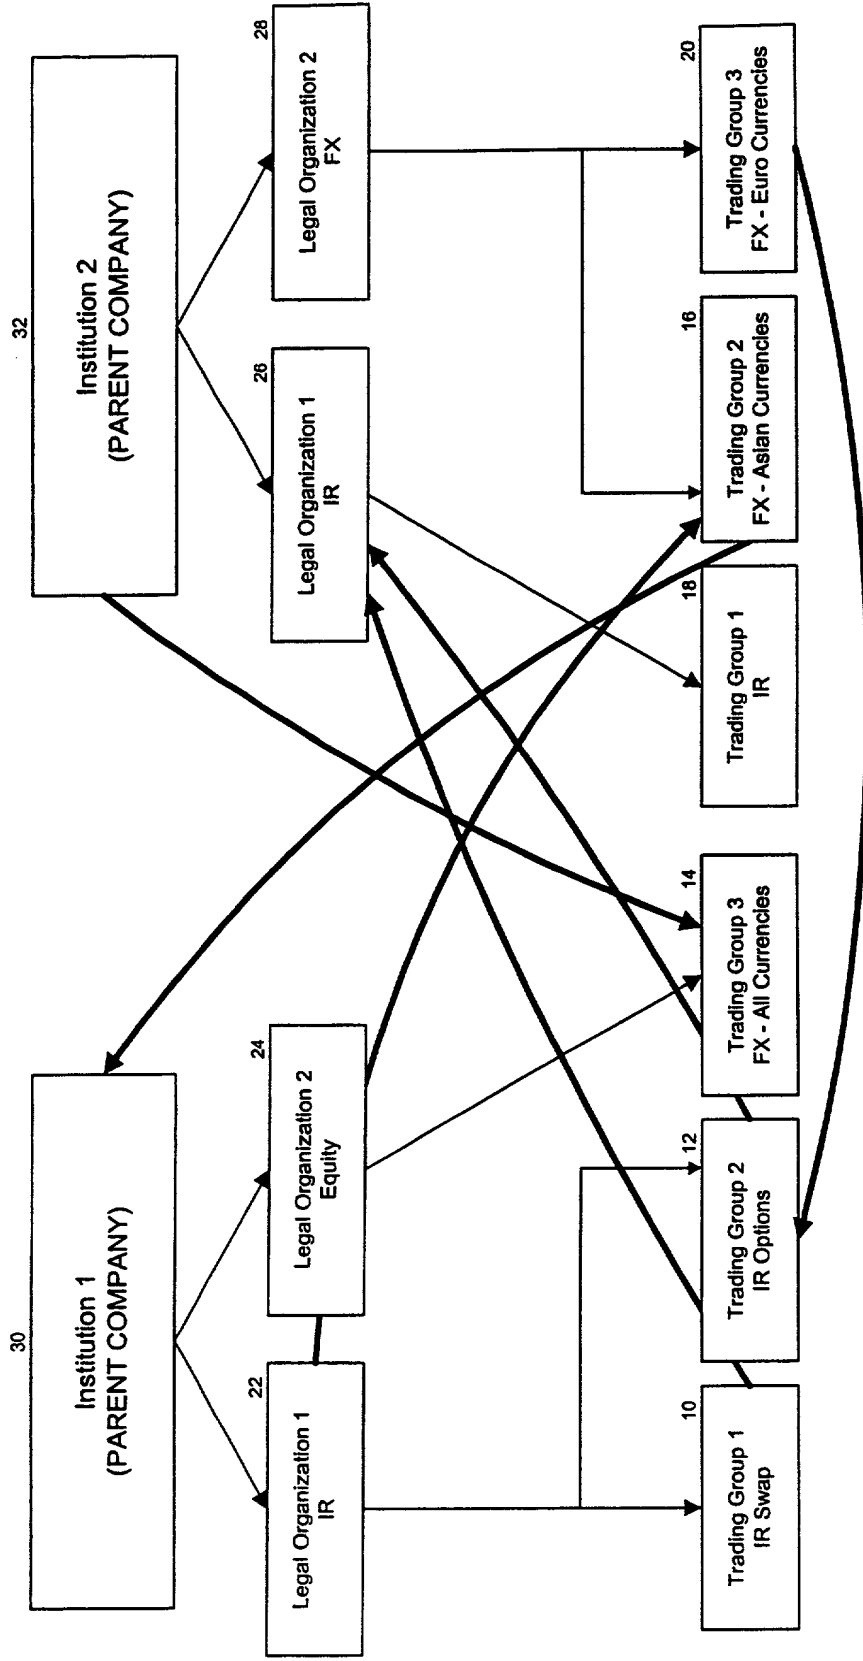 30
Institution 1
(PARENT COMPANY)
32
Institution 2
(PARENT COMPANY)
22
Legal Organization 1
IR
24
Legal Organization 2
Equity
26
Legal Organization 1
IR
28
Legal Organization 2
FX
10
Trading Group 1
IR Swap
12
Trading Group 2
IR Options
14
Trading Group 3
FX - All Currencies
18
Trading Group 1
IR
16
Trading Group 2
FX - Asian Currencies
20
Trading Group 3
FX - Euro Currencies